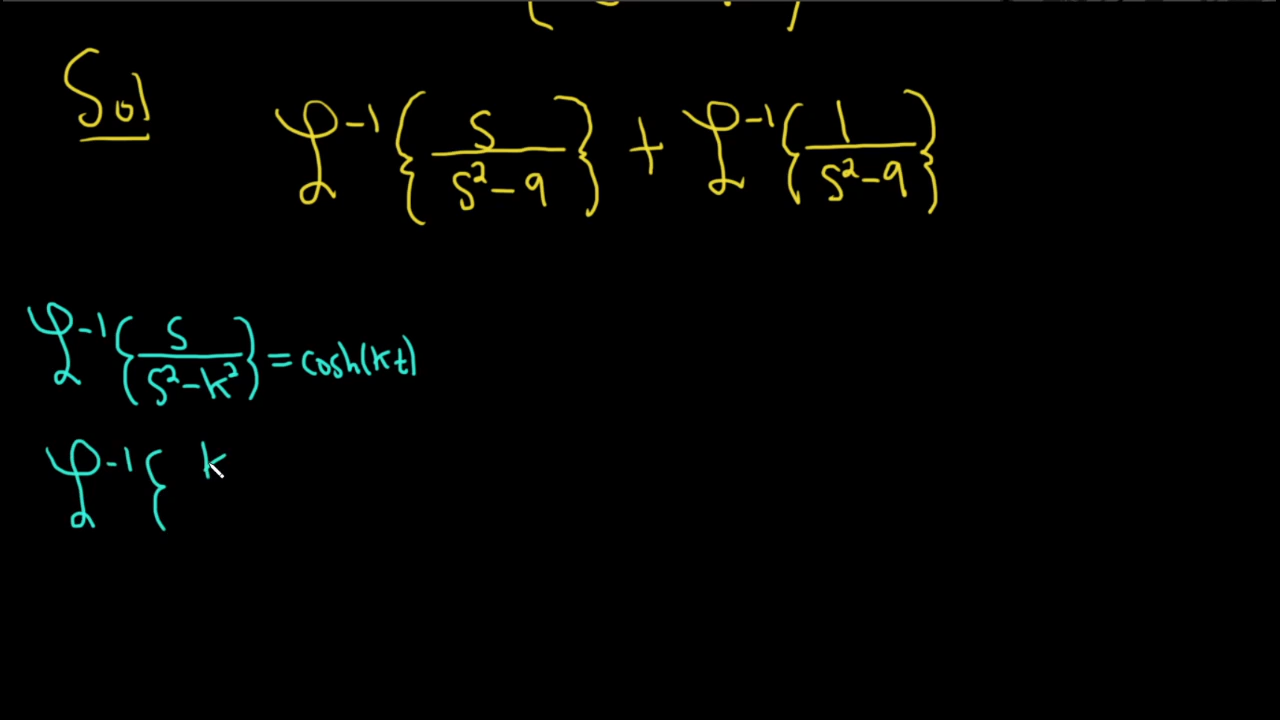 Sol ℒ⁻¹{s/(s²-9)} + ℒ⁻¹{1/(s²-9)}
ℒ⁻¹{s/(s²-k²)} = cosh(kt)
ℒ⁻¹{ k